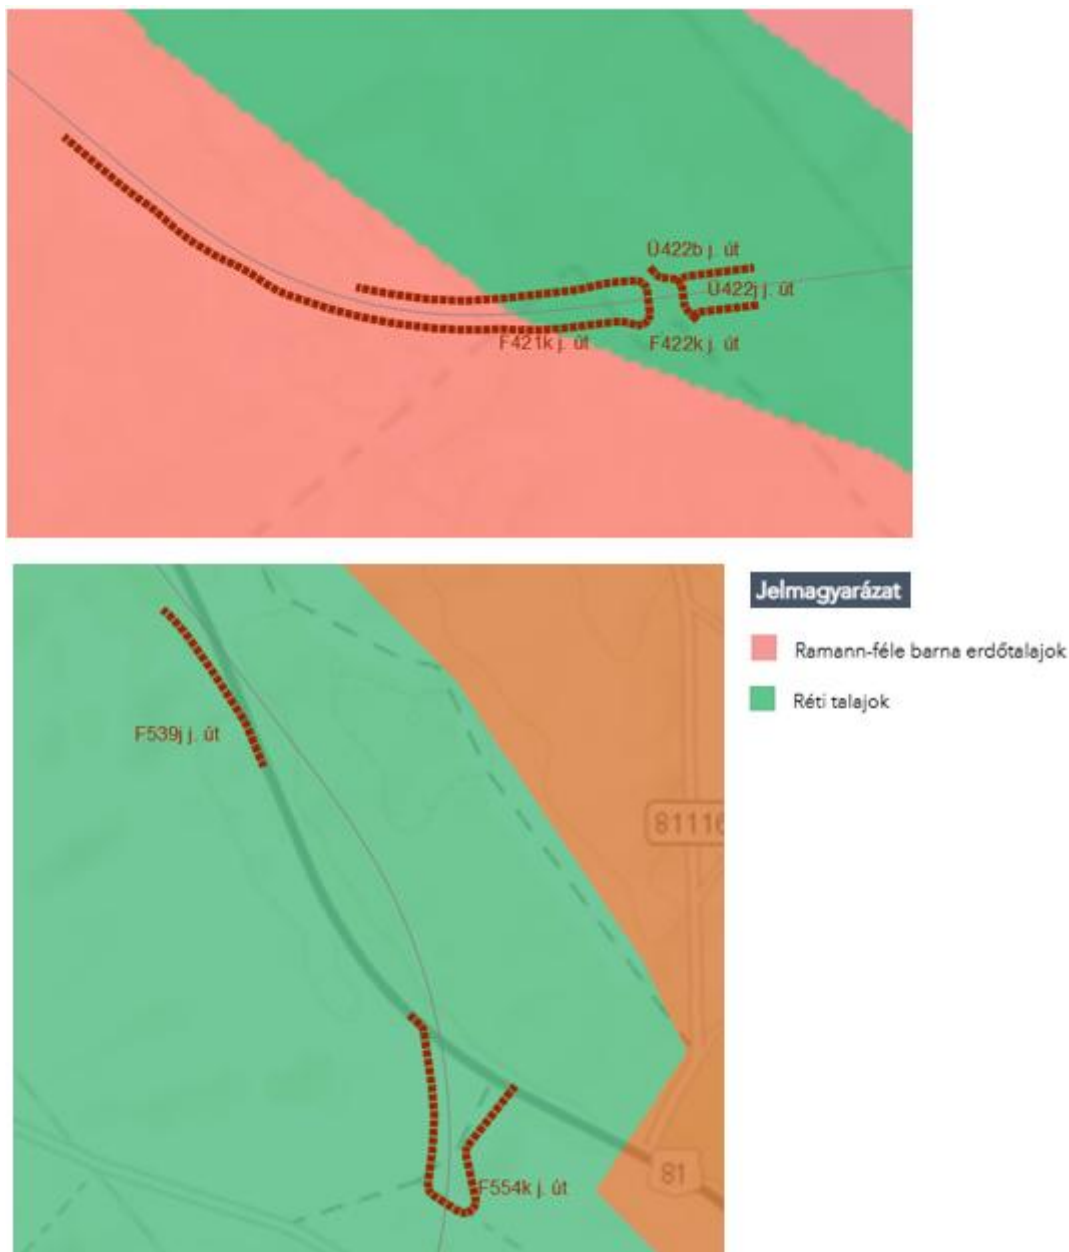 Ü422b j. út
Ü422j j. út
F421k j. út
F422k j. út
Jelmagyarázat
Ramann-féle barna erdőtalajok
Réti talajok
F539j j. út
81116
81
F554k j. út